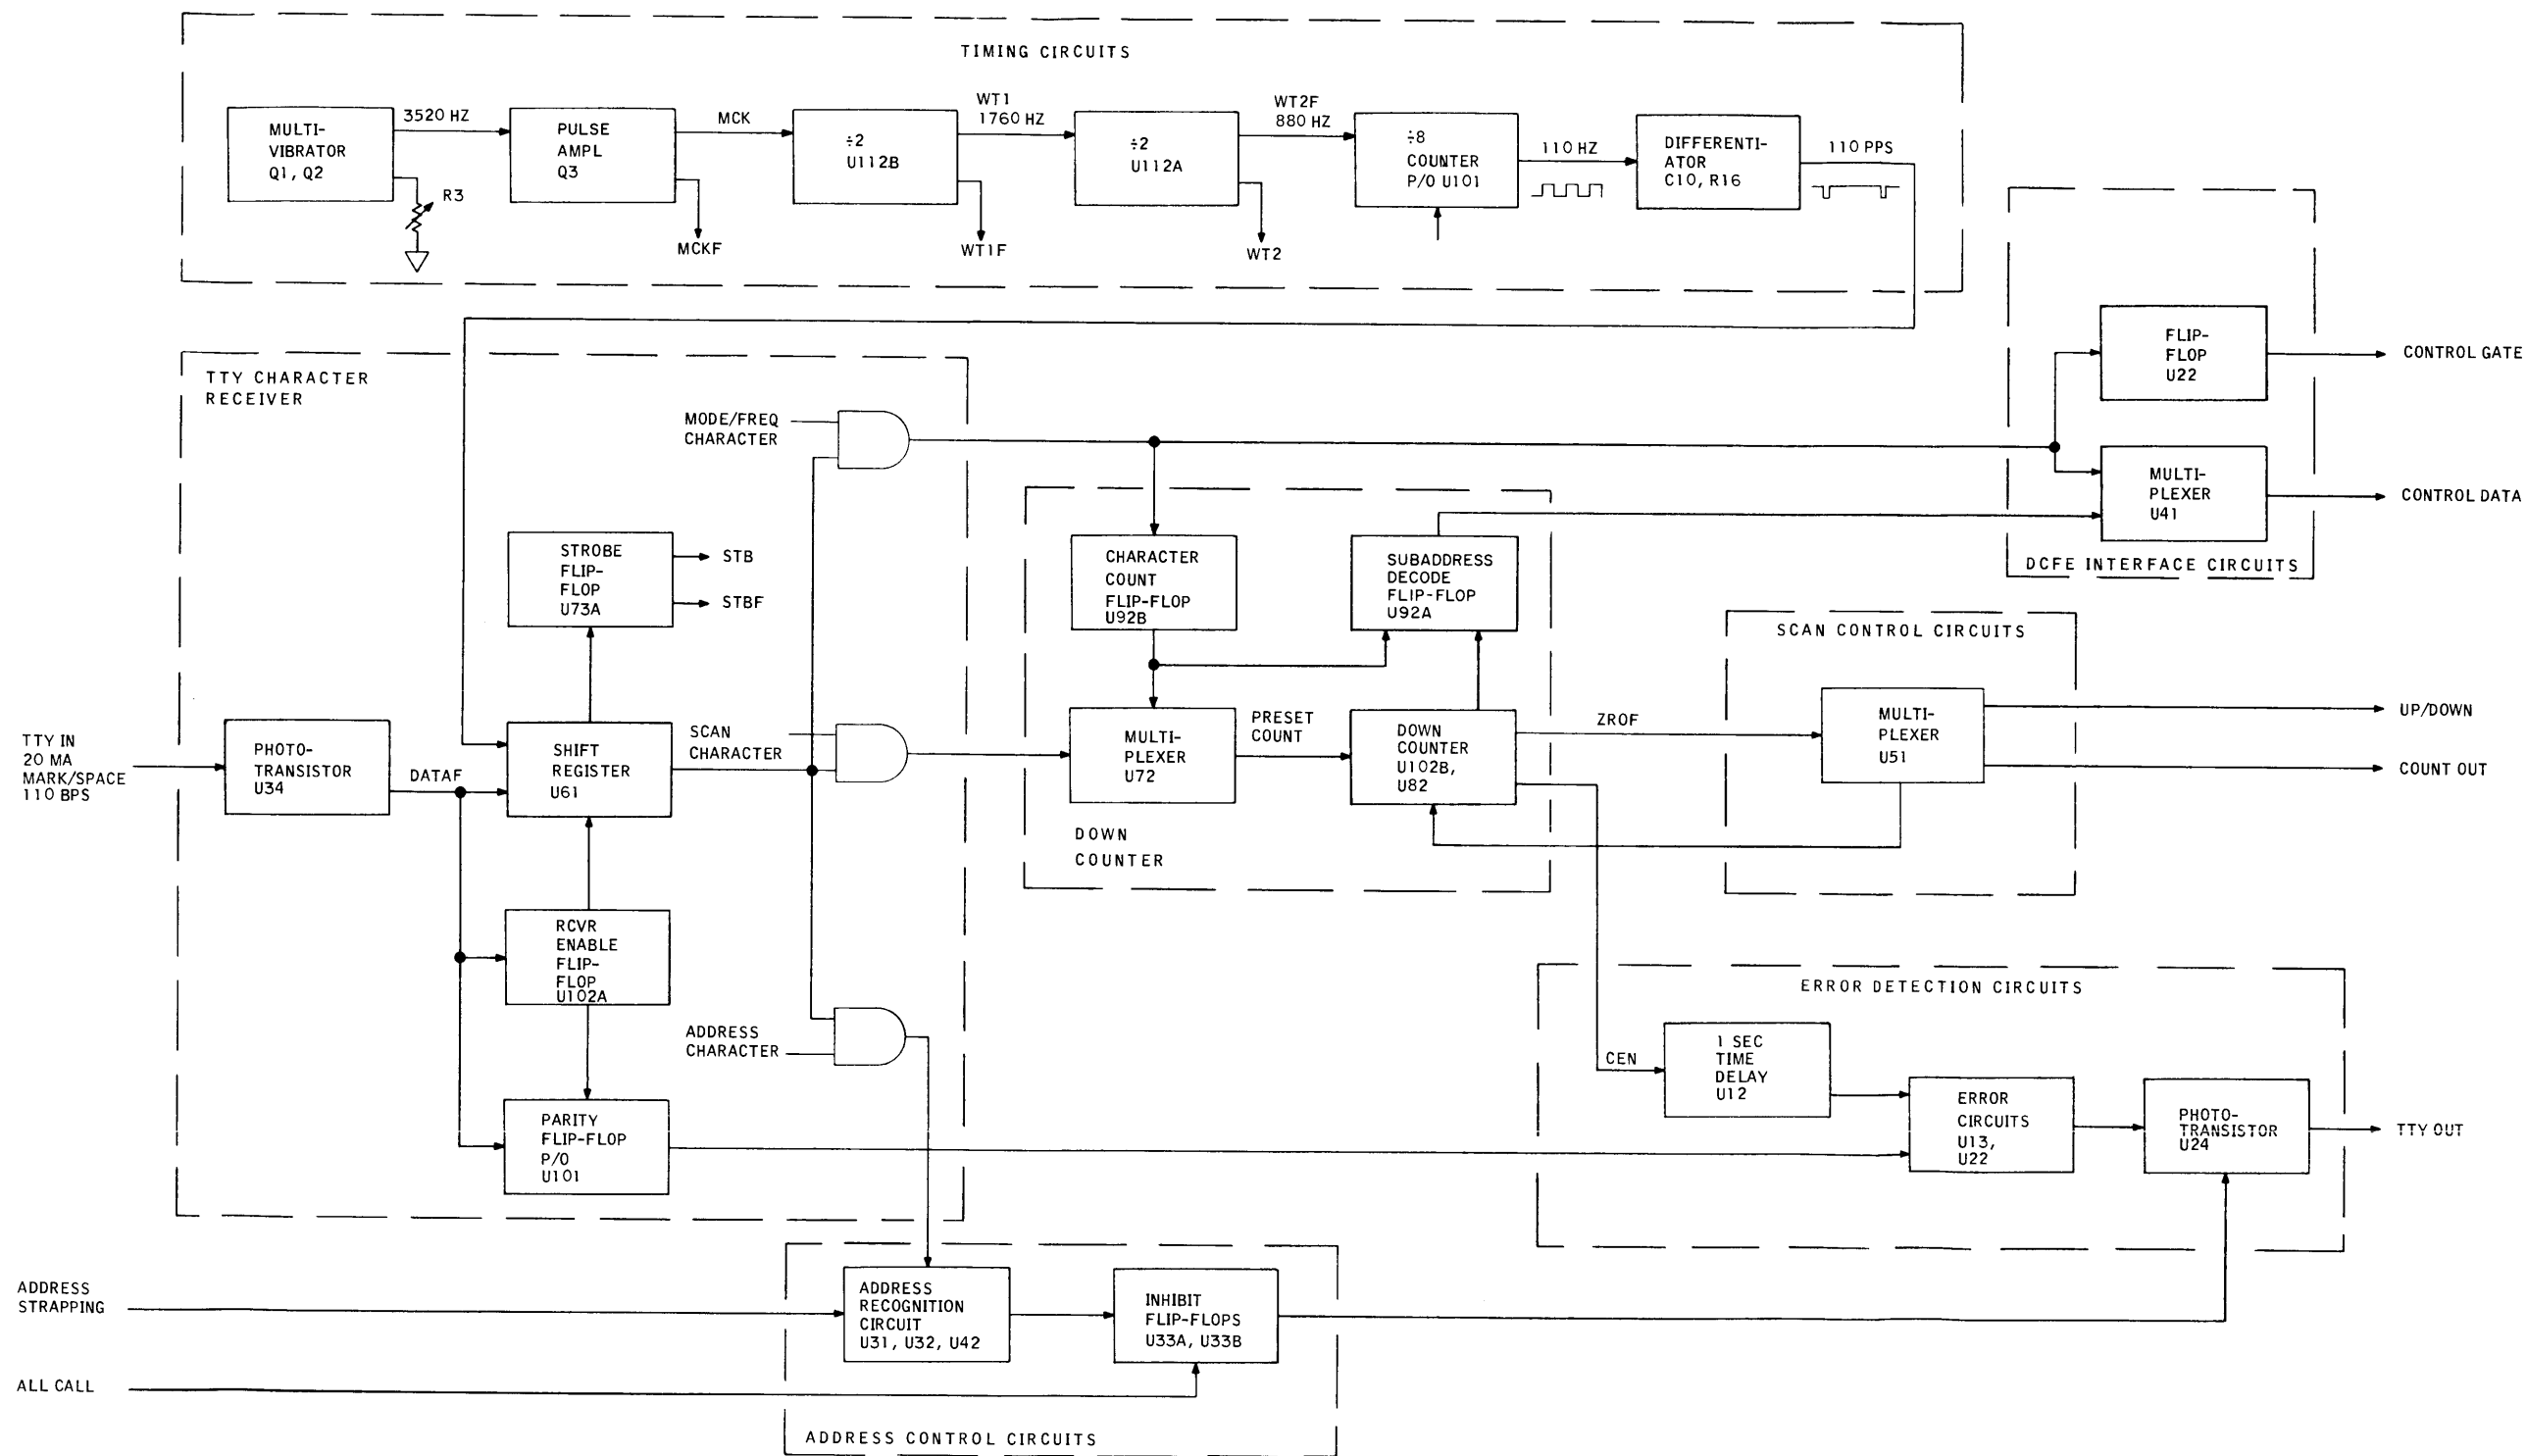 TIMING CIRCUITS
MULTI-
VIBRATOR
Q1, Q2
3520 HZ
R3
PULSE
AMPL
Q3
MCK
MCKF
÷2
U112B
WT1
1760 HZ
WT1F
÷2
U112A
WT2F
880 HZ
WT2
÷8
COUNTER
P/O U101
110 HZ
DIFFERENTI-
ATOR
C10, R16
110 PPS
TTY CHARACTER
RECEIVER
MODE/FREQ
CHARACTER
FLIP-
FLOP
U22
CONTROL GATE
MULTI-
PLEXER
U41
CONTROL DATA
DCFE INTERFACE CIRCUITS
STROBE
FLIP-
FLOP
U73A
STB
STBF
CHARACTER
COUNT
FLIP-FLOP
U92B
SUBADDRESS
DECODE
FLIP-FLOP
U92A
SCAN CONTROL CIRCUITS
TTY IN
20 MA
MARK/SPACE
110 BPS
PHOTO-
TRANSISTOR
U34
DATAF
SHIFT
REGISTER
U61
SCAN
CHARACTER
MULTI-
PLEXER
U72
PRESET
COUNT
DOWN
COUNTER
U102B,
U82
ZROF
MULTI-
PLEXER
U51
UP/DOWN
COUNT OUT
DOWN
COUNTER
RCVR
ENABLE
FLIP-
FLOP
U102A
ERROR DETECTION CIRCUITS
ADDRESS
CHARACTER
CEN
1 SEC
TIME
DELAY
U12
ERROR
CIRCUITS
U13,
U22
PHOTO-
TRANSISTOR
U24
TTY OUT
PARITY
FLIP-FLOP
P/O
U101
ADDRESS
STRAPPING
ADDRESS
RECOGNITION
CIRCUIT
U31, U32, U42
INHIBIT
FLIP-FLOPS
U33A, U33B
ALL CALL
ADDRESS CONTROL CIRCUITS